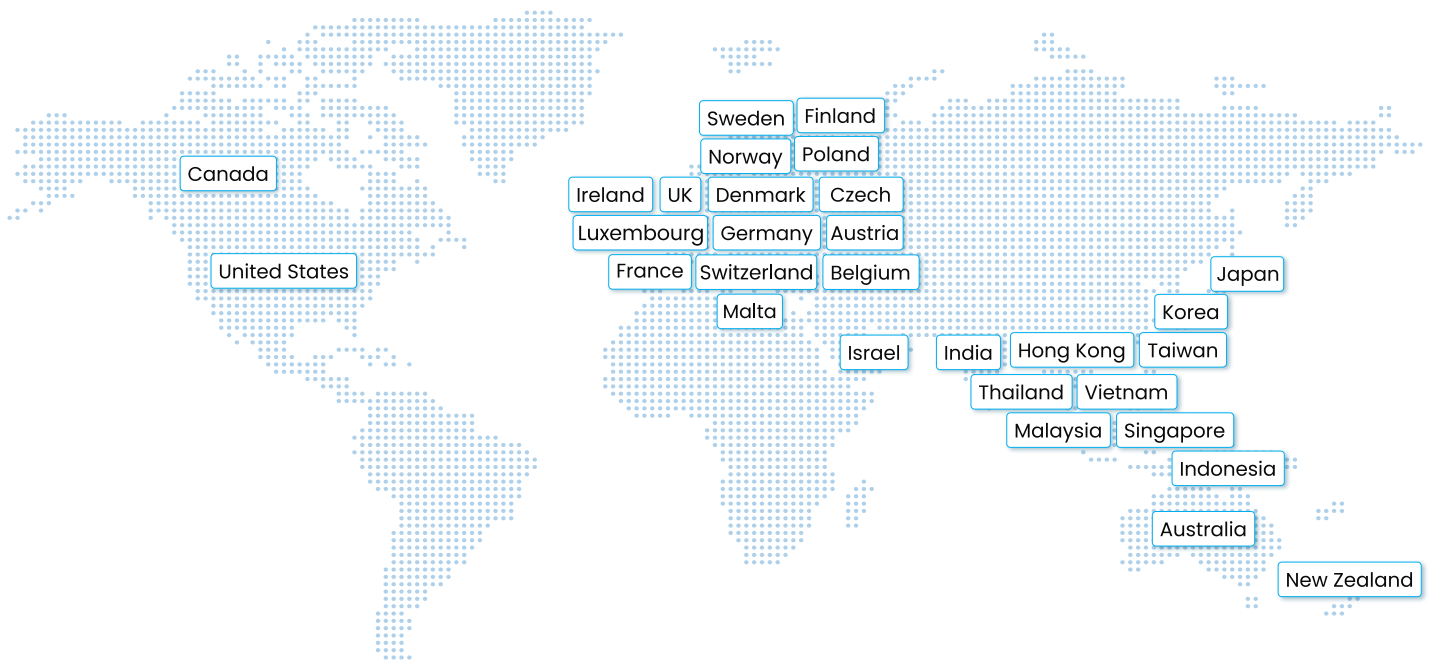 Sweden
Finland
Norway
Poland
Canada
Ireland
UK
Denmark
Czech
Luxembourg
Germany
Austria
United States
France
Switzerland
Belgium
Japan
Malta
Korea
Israel
India
Hong Kong
Taiwan
Thailand
Vietnam
Malaysia
Singapore
Indonesia
Australia
New Zealand